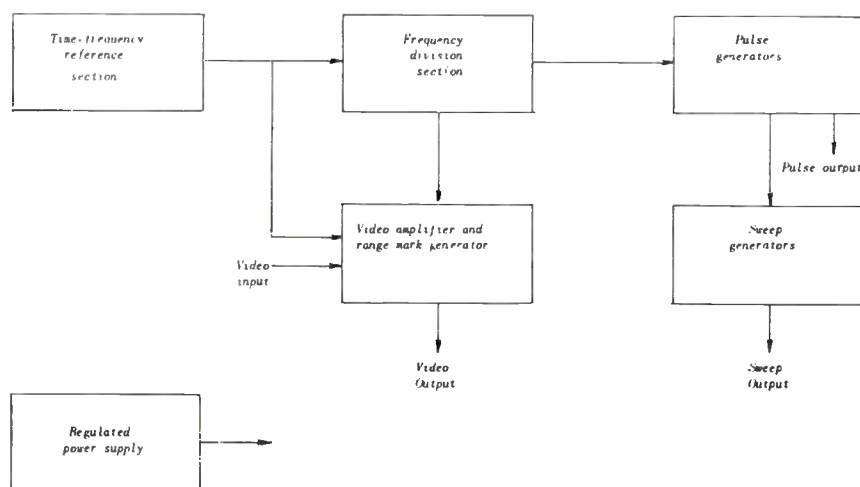 Time-frequency
reference
section
Frequency
division
section
Pulse
generators
Pulse output
Video amplifier and
range mark generator
Sweep
generators
Video
input
Video
Output
Sweep
Output
Regulated
power supply